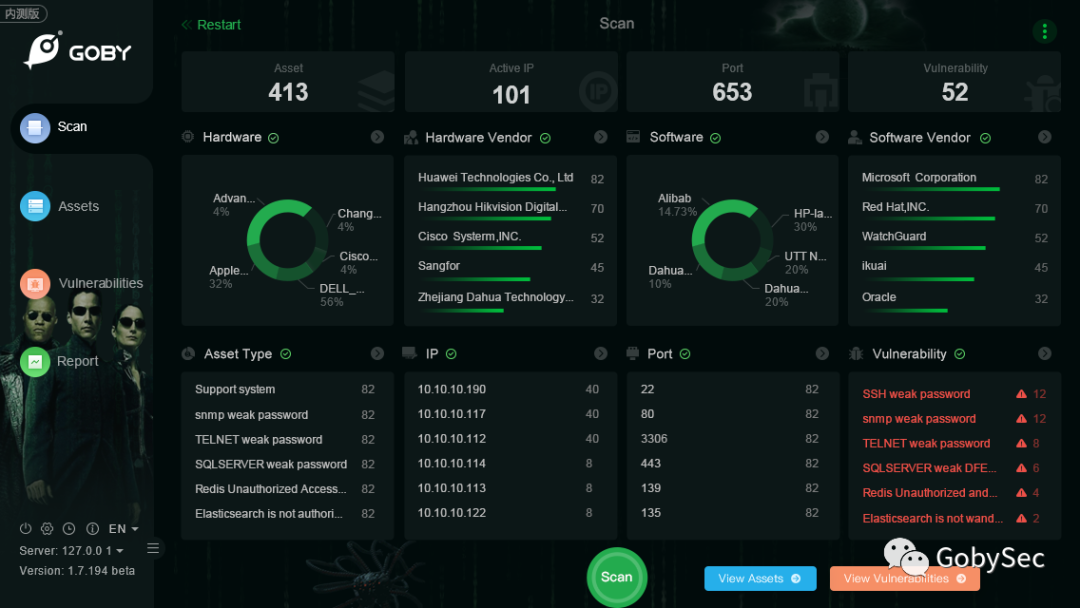 内测版
GOBY
Scan
Assets
Vulnerabilities
Report
EN
Server: 127.0.0 1
Version: 1.7.194 beta
Restart
Scan
Asset
413
Active IP
101
IP
Port
653
Vulnerability
52
Hardware
Advan...
4%
Chang...
4%
Cisco...
4%
Apple...
32%
DELL_...
56%
Hardware Vendor
Huawei Technologies Co., Ltd 82
Hangzhou Hikvision Digital... 70
Cisco Systerm,INC. 52
Sangfor 45
Zhejiang Dahua Technology... 32
Software
Alibab
14.73%
HP-la...
30%
UTT N...
20%
Dahua...
10%
Dahua...
20%
Software Vendor
Microsoft Corporation 82
Red Hat,INC. 70
WatchGuard 52
ikuai 45
Oracle 32
Asset Type
Support system 82
snmp weak password 82
TELNET weak password 82
SQLSERVER weak password 82
Redis Unauthorized Access... 82
Elasticsearch is not authori... 82
IP
10.10.10.190 40
10.10.10.117 40
10.10.10.112 40
10.10.10.114 8
10.10.10.113 8
10.10.10.122 8
Port
22 82
80 82
3306 82
443 82
139 82
135 82
Vulnerability
SSH weak password 12
snmp weak password 12
TELNET weak password 8
SQLSERVER weak DFE... 6
Redis Unauthorized and... 4
Elasticsearch is not wand... 2
Scan
View Assets
View Vulnerabilities
GobySec